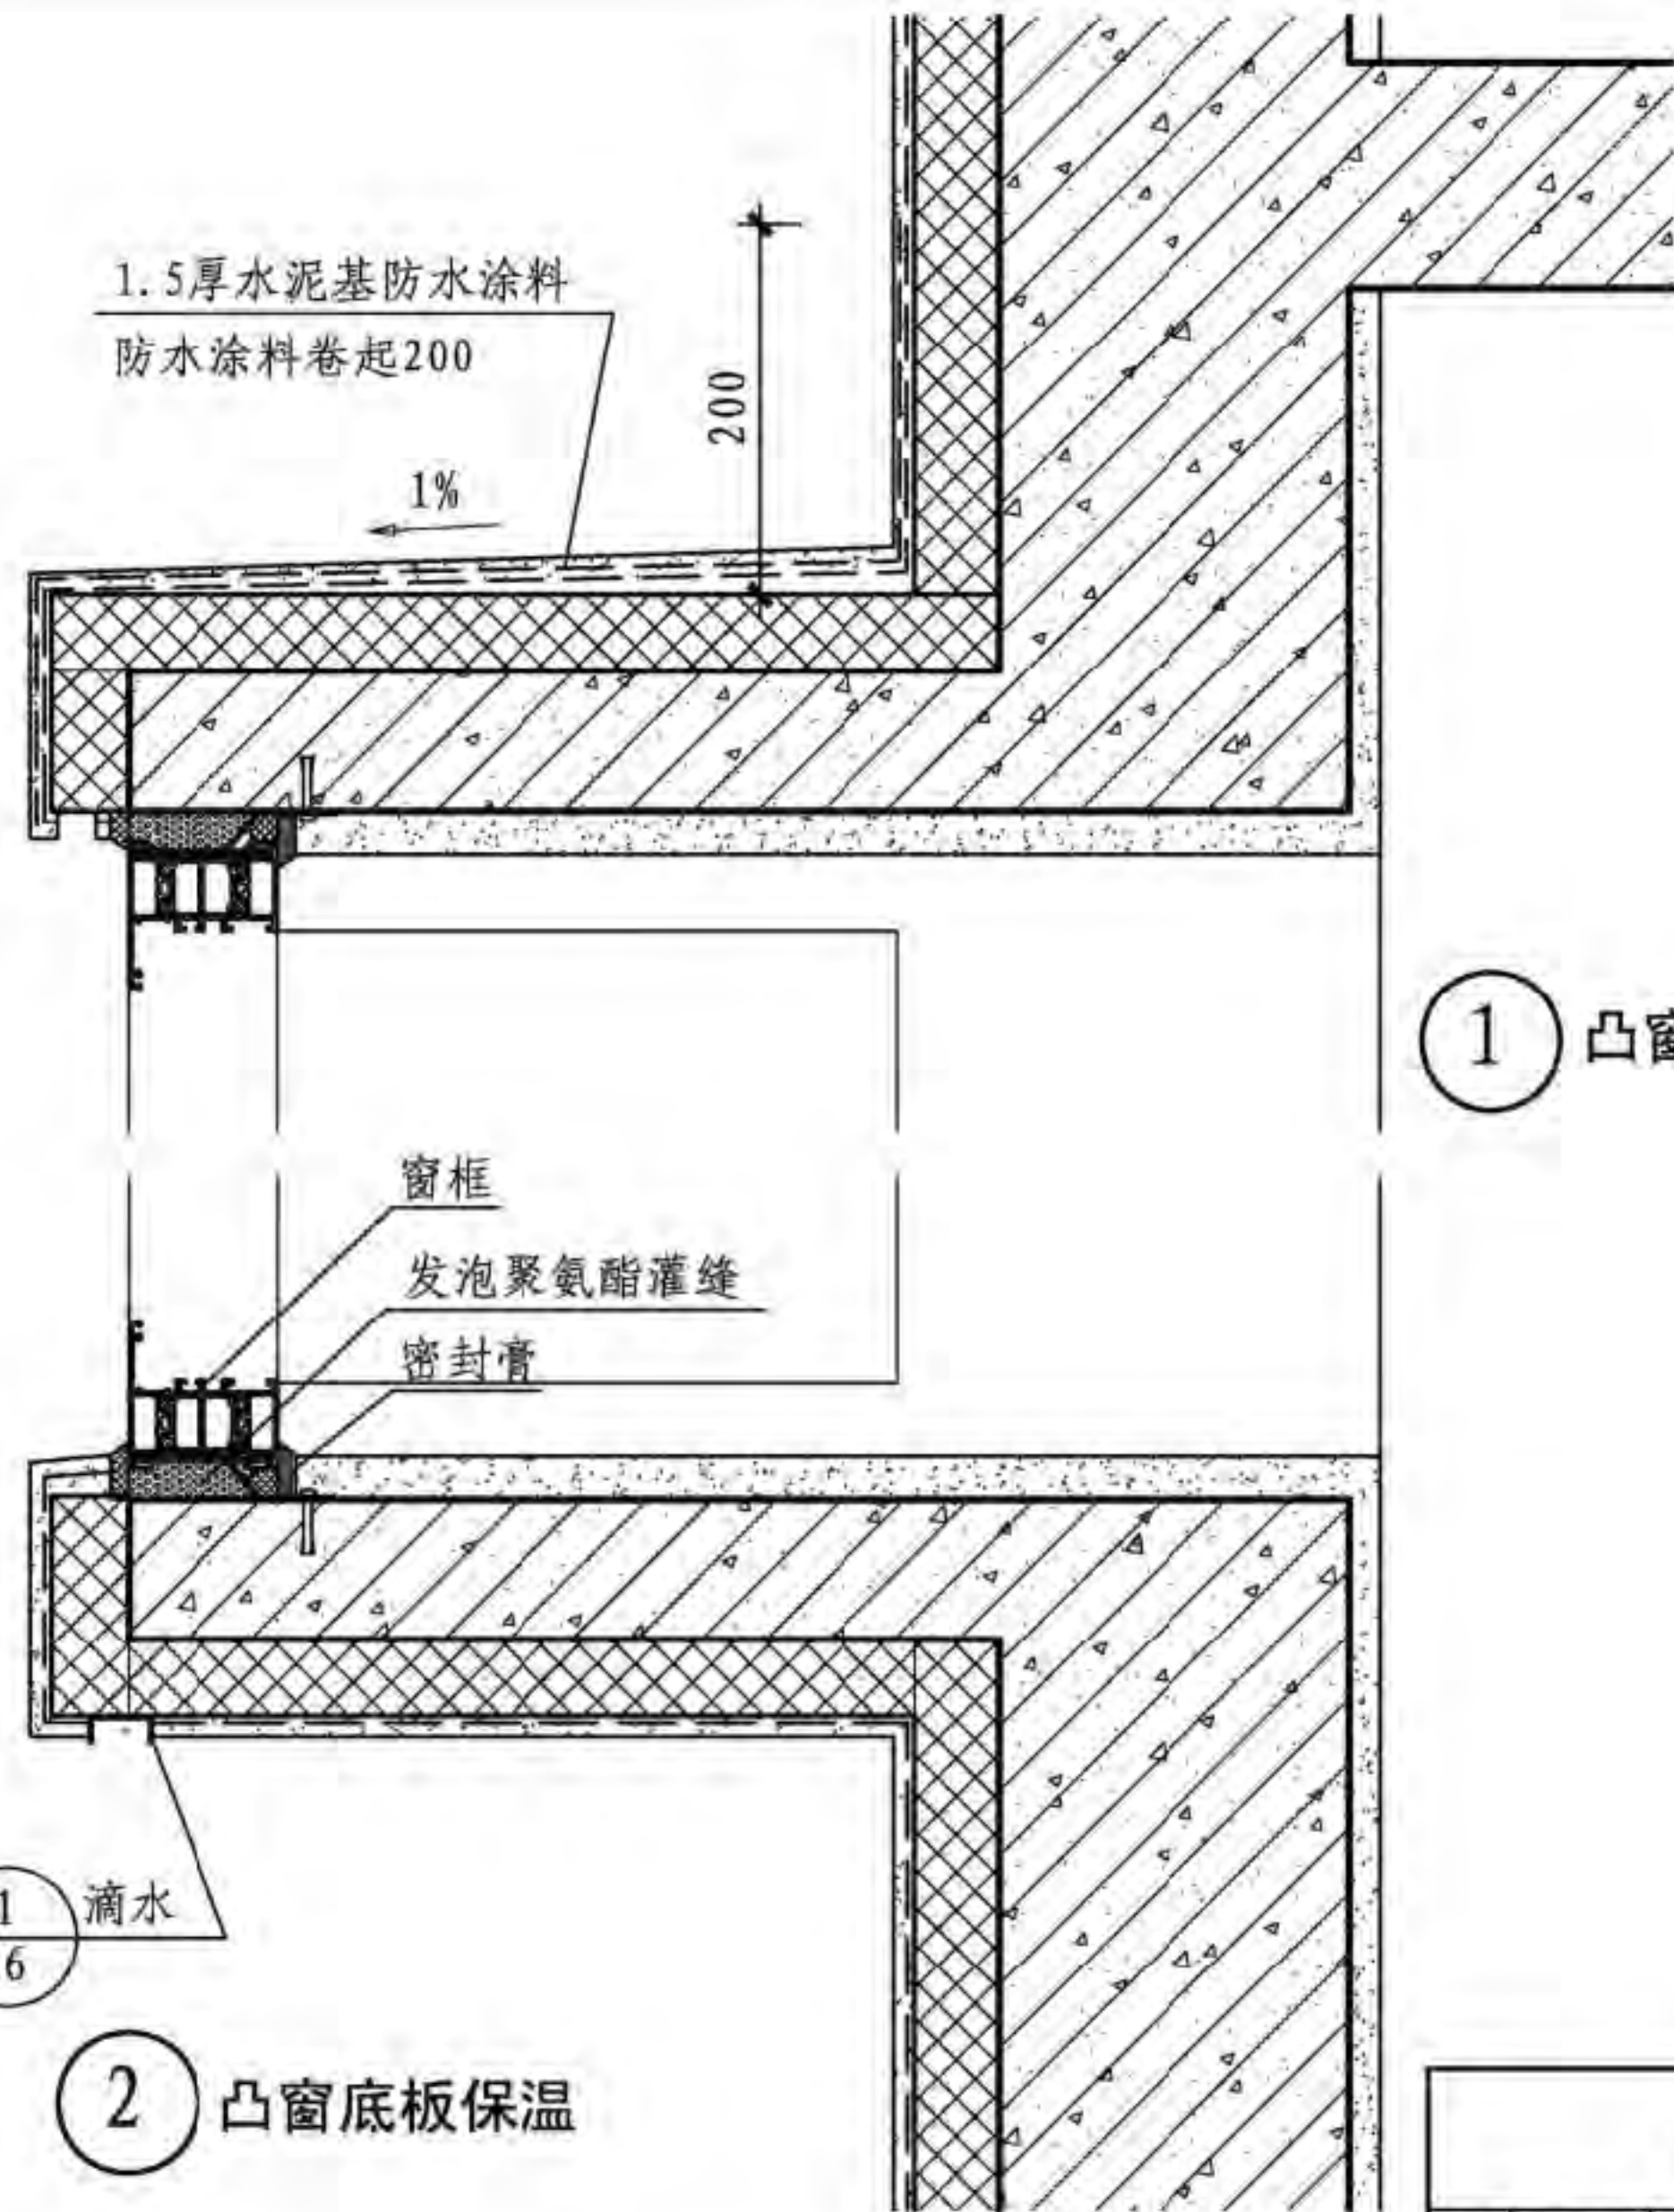 1.5厚水泥基防水涂料
防水涂料卷起200
200
1%
1
凸窗
窗框
发泡聚氨酯灌缝
密封膏
1
6
滴水
2
凸窗底板保温